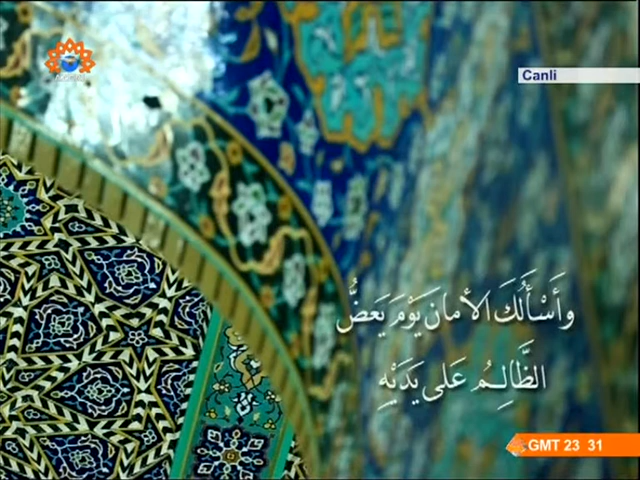 Canli
وَأَسْأَلُكَ الأَمانَ يَوْمَ يَعَضُّ
الظَّالِمُ عَلى يَدَيْهِ
GMT 23 31